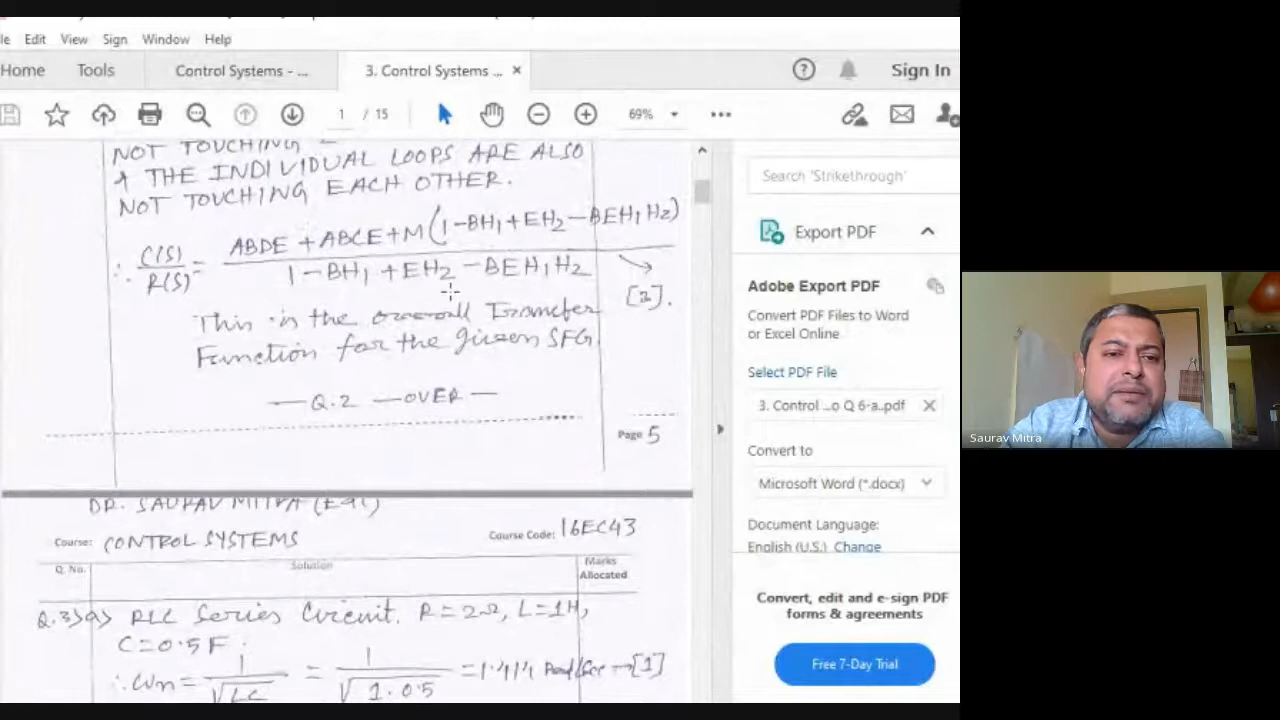 le Edit View Sign Window Help
Home Tools Control Systems - ... 3. Control Systems ... ×
Sign In
1 / 15 69%
NOT TOUCHING
& THE INDIVIDUAL LOOPS ARE ALSO
NOT TOUCHING EACH OTHER.
∴ C(S)/R(S) = ABDE + ABCE + M(1-BH1+EH2-BEH1H2) / 1-BH1+EH2-BEH1H2
[2].
This is the overall Transfer
Function for the given SFG.
— Q.2 — OVER —
Page 5
DR. SAURAV MITRA (
Course: CONTROL SYSTEMS Course Code: 16EC43
Q. No. Solution Marks
Allocated
Q.3)a) RLC Series Circuit. R=2Ω, L=1H,
C=0.5F.
∴ ωn = 1/√LC = 1/√1.0.5 = 1.414 Rad/Sec → [1]
Search 'Strikethrough'
Export PDF
Adobe Export PDF
Convert PDF Files to Word
or Excel Online
Select PDF File
3. Control ...o Q 6-a..pdf ×
Convert to
Microsoft Word (*.docx)
Document Language:
English (U.S.) Change
Convert, edit and e-sign PDF
forms & agreements
Free 7-Day Trial
Saurav Mitra